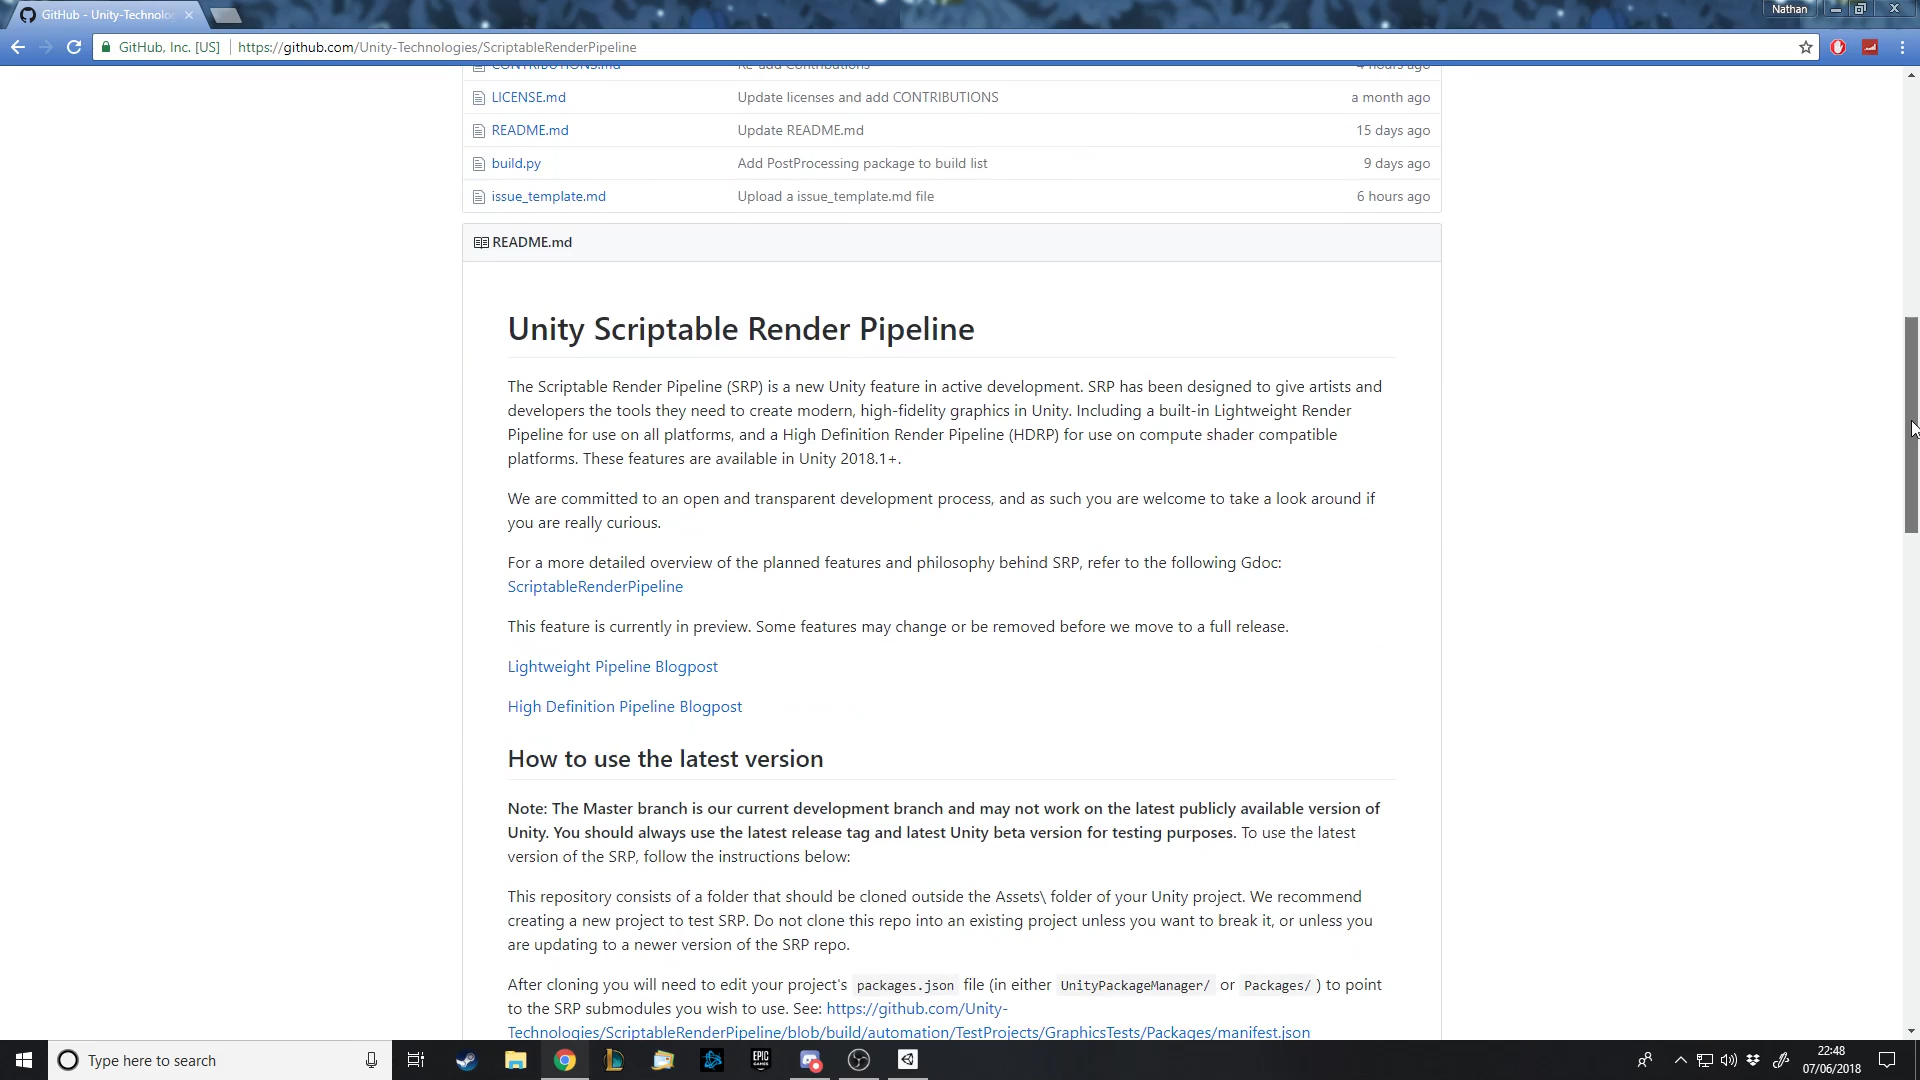 GitHub - Unity-Technolo
Nathan
GitHub, Inc. [US]
https://github.com/Unity-Technologies/ScriptableRenderPipeline
CONTRIBUTIONS.md Re-add Contributions 4 hours ago
LICENSE.md Update licenses and add CONTRIBUTIONS a month ago
README.md Update README.md 15 days ago
build.py Add PostProcessing package to build list 9 days ago
issue_template.md Upload a issue_template.md file 6 hours ago
README.md
Unity Scriptable Render Pipeline
The Scriptable Render Pipeline (SRP) is a new Unity feature in active development. SRP has been designed to give artists and
developers the tools they need to create modern, high-fidelity graphics in Unity. Including a built-in Lightweight Render
Pipeline for use on all platforms, and a High Definition Render Pipeline (HDRP) for use on compute shader compatible
platforms. These features are available in Unity 2018.1+.
We are committed to an open and transparent development process, and as such you are welcome to take a look around if
you are really curious.
For a more detailed overview of the planned features and philosophy behind SRP, refer to the following Gdoc:
ScriptableRenderPipeline
This feature is currently in preview. Some features may change or be removed before we move to a full release.
Lightweight Pipeline Blogpost
High Definition Pipeline Blogpost
How to use the latest version
Note: The Master branch is our current development branch and may not work on the latest publicly available version of
Unity. You should always use the latest release tag and latest Unity beta version for testing purposes. To use the latest
version of the SRP, follow the instructions below:
This repository consists of a folder that should be cloned outside the Assets\ folder of your Unity project. We recommend
creating a new project to test SRP. Do not clone this repo into an existing project unless you want to break it, or unless you
are updating to a newer version of the SRP repo.
After cloning you will need to edit your project's packages.json file (in either UnityPackageManager/ or Packages/ ) to point
to the SRP submodules you wish to use. See: https://github.com/Unity-
Technologies/ScriptableRenderPipeline/blob/build/automation/TestProjects/GraphicsTests/Packages/manifest.json
Type here to search
EPIC
GAMES
22:48
07/06/2018